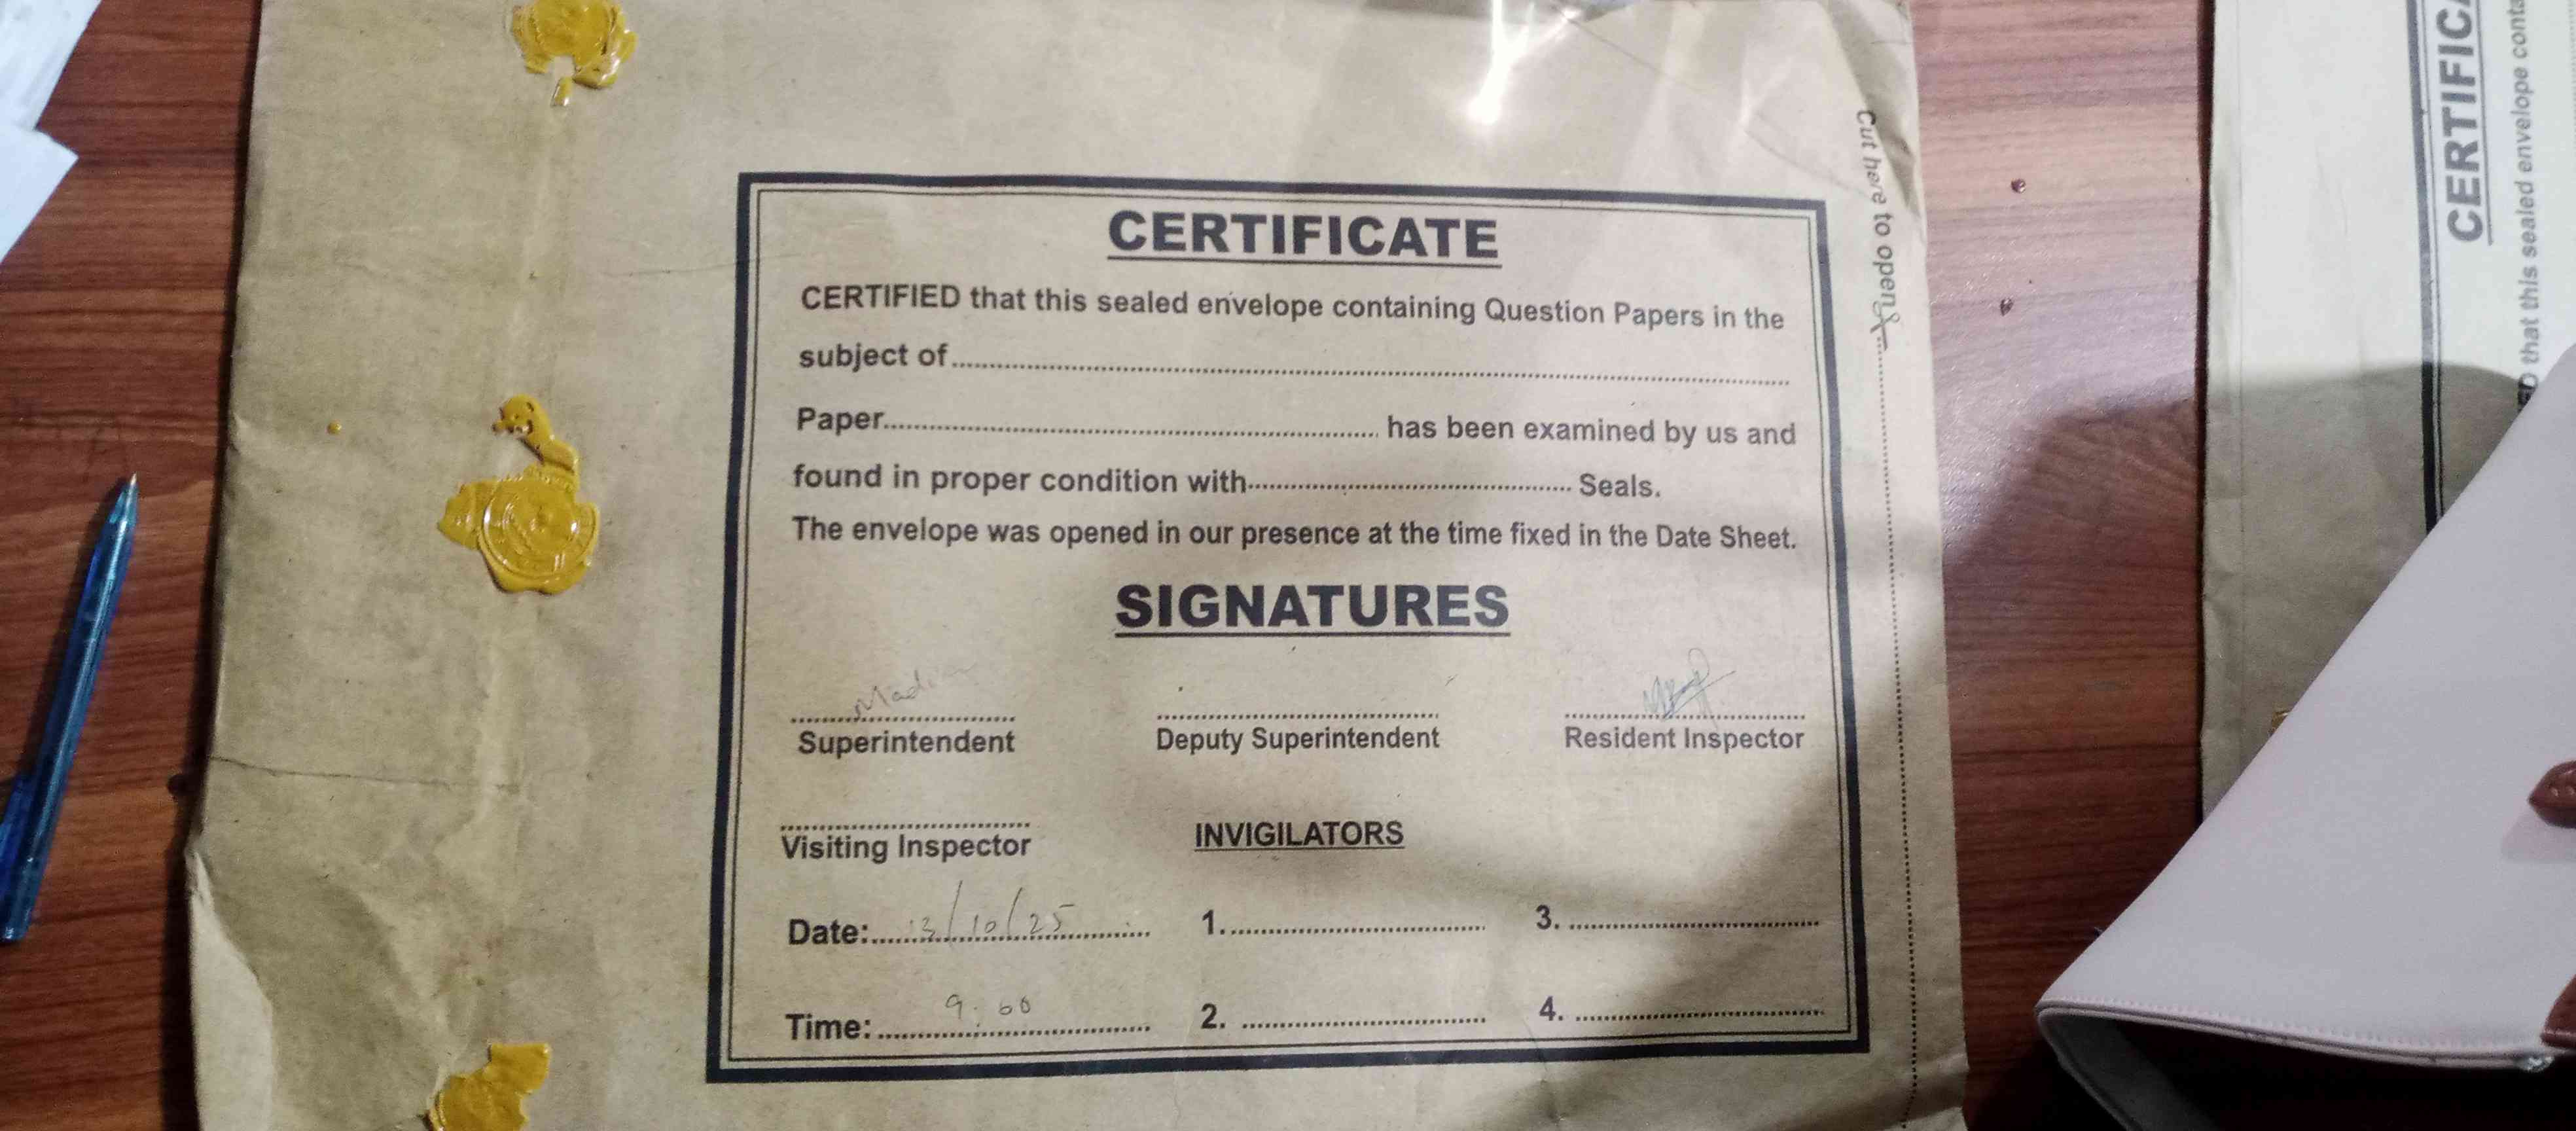 CERTIFICATE
CERTIFIED that this sealed envelope containing Question Papers in the
subject of
Paper has been examined by us and
found in proper condition with Seals.
The envelope was opened in our presence at the time fixed in the Date Sheet.
SIGNATURES
Superintendent Deputy Superintendent Resident Inspector
Visiting Inspector INVIGILATORS
Date: 13/10/25 1. 3.
Time: 9:00 2. 4.
Cut here to open
CERTIFICA
ED that this sealed envelope conta